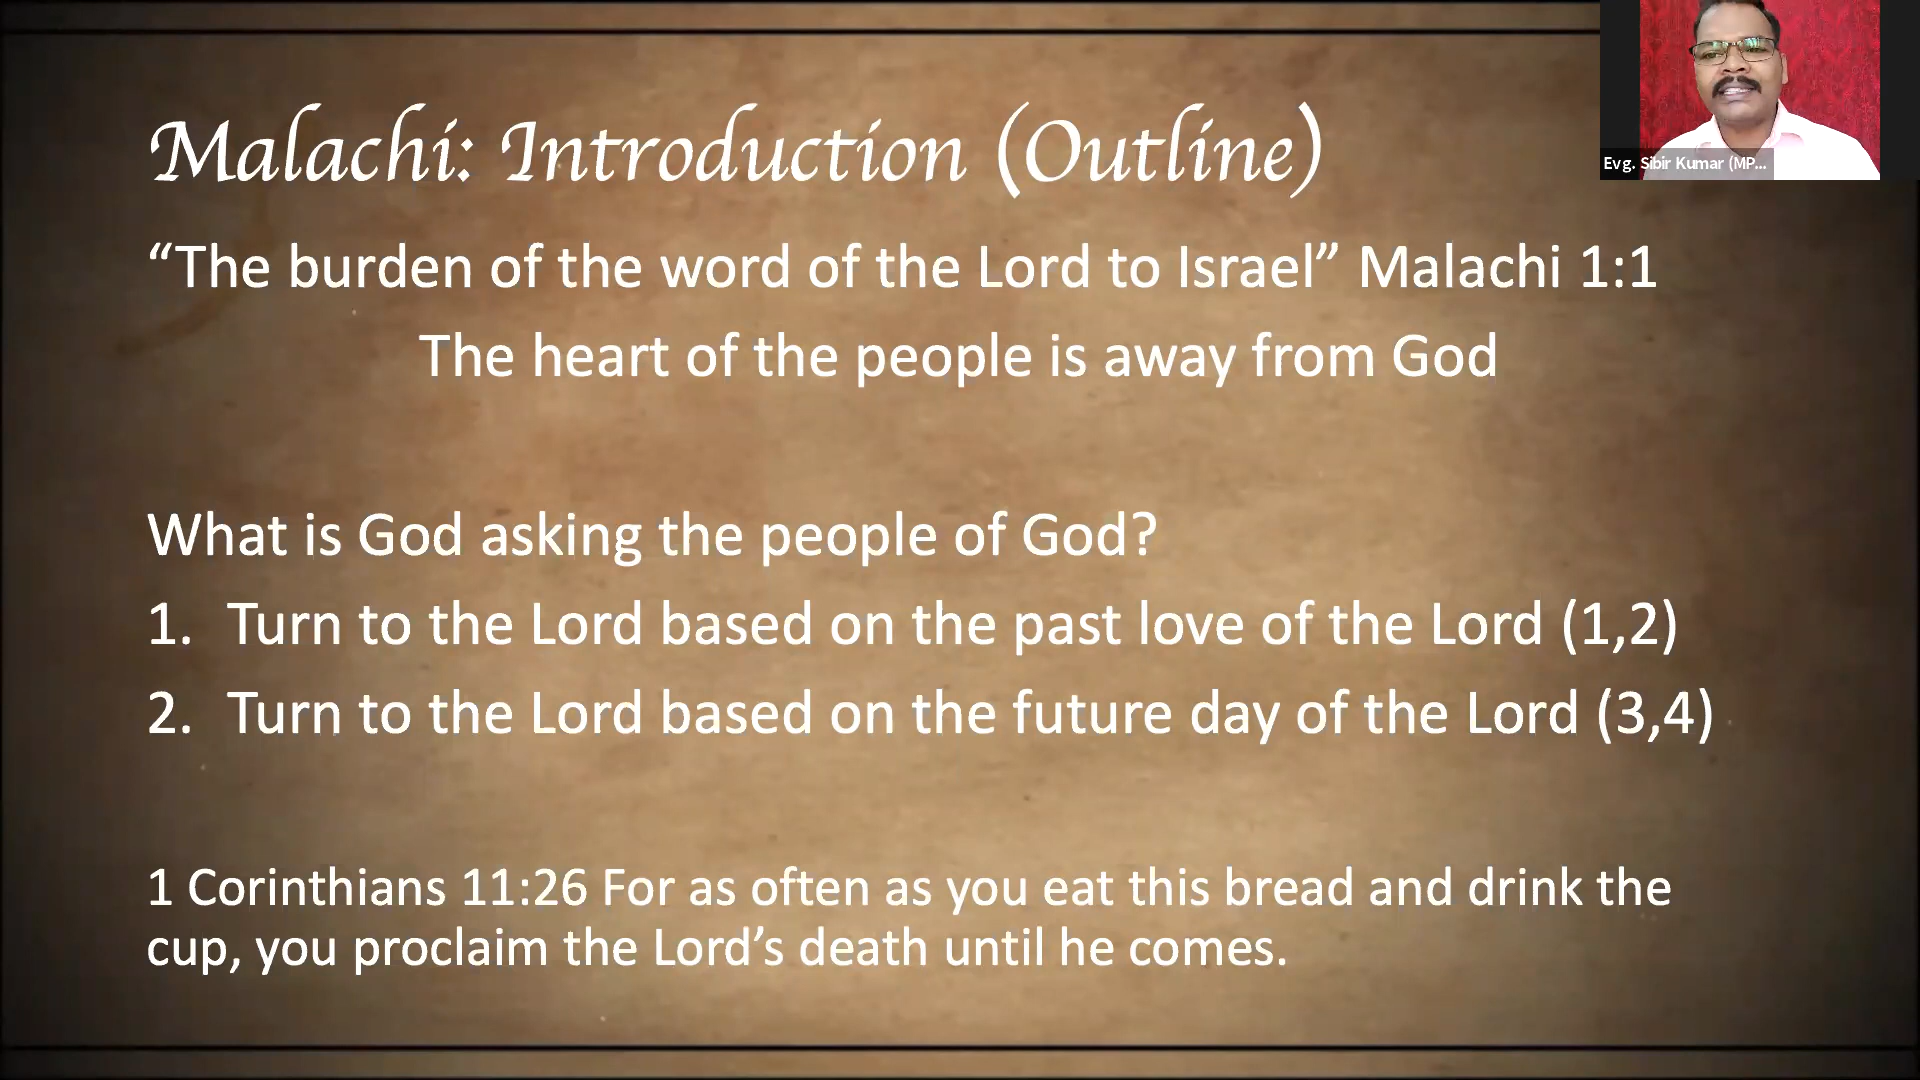 Malachi: Introduction (Outline)
Evg. Sibir Kumar (MP...
“The burden of the word of the Lord to Israel” Malachi 1:1
The heart of the people is away from God
What is God asking the people of God?
1. Turn to the Lord based on the past love of the Lord (1,2)
2. Turn to the Lord based on the future day of the Lord (3,4)
1 Corinthians 11:26 For as often as you eat this bread and drink the
cup, you proclaim the Lord’s death until he comes.